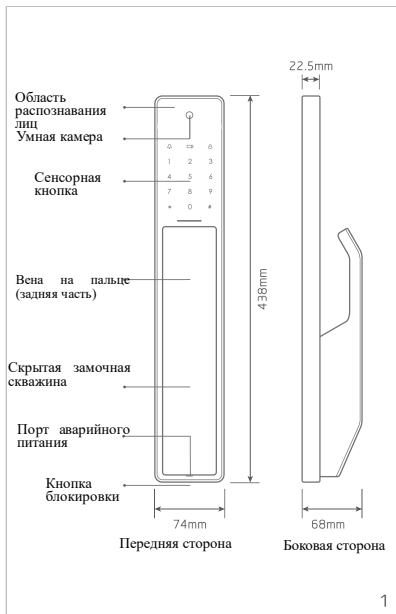 22.5mm
Область
распознавания
лиц
Умная камера
1 2 3
4 5 6
7 8 9
* 0 #
Сенсорная
кнопка
Вена на пальце
(задняя часть)
438mm
Скрытая замочная
скважина
Порт аварийного
питания
Кнопка
блокировки
74mm
68mm
Передняя сторона
Боковая сторона
1